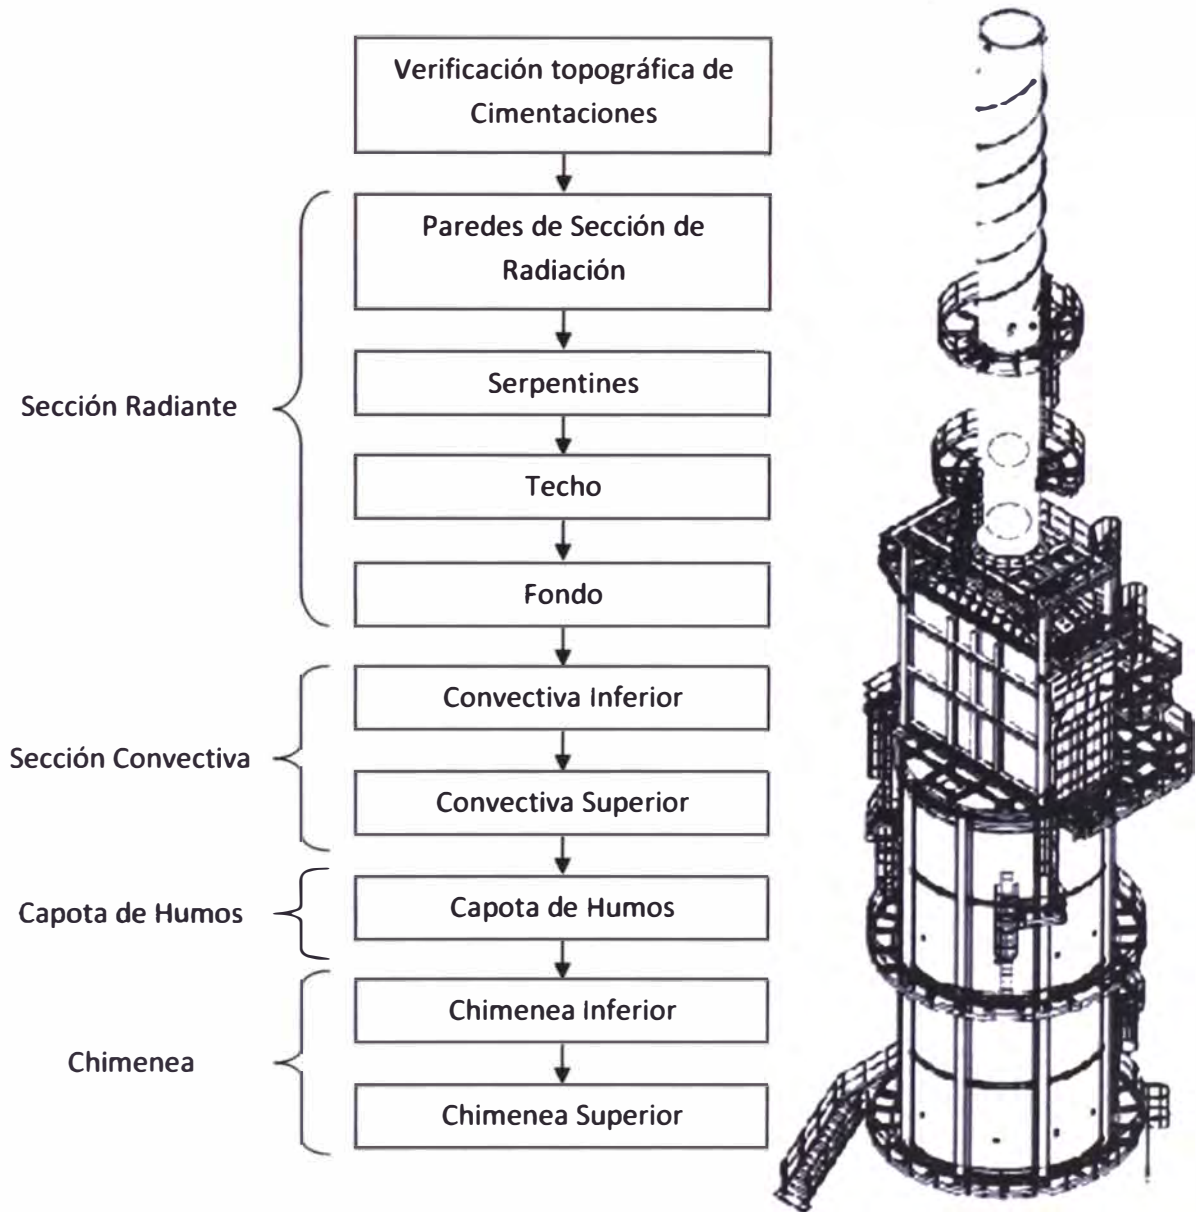 Verificación topográfica de
Cimentaciones
Paredes de Sección de
Radiación
Sección Radiante
Serpentines
Techo
Fondo
Convectiva Inferior
Sección Convectiva
Convectiva Superior
Capota de Humos
Capota de Humos
Chimenea Inferior
Chimenea
Chimenea Superior